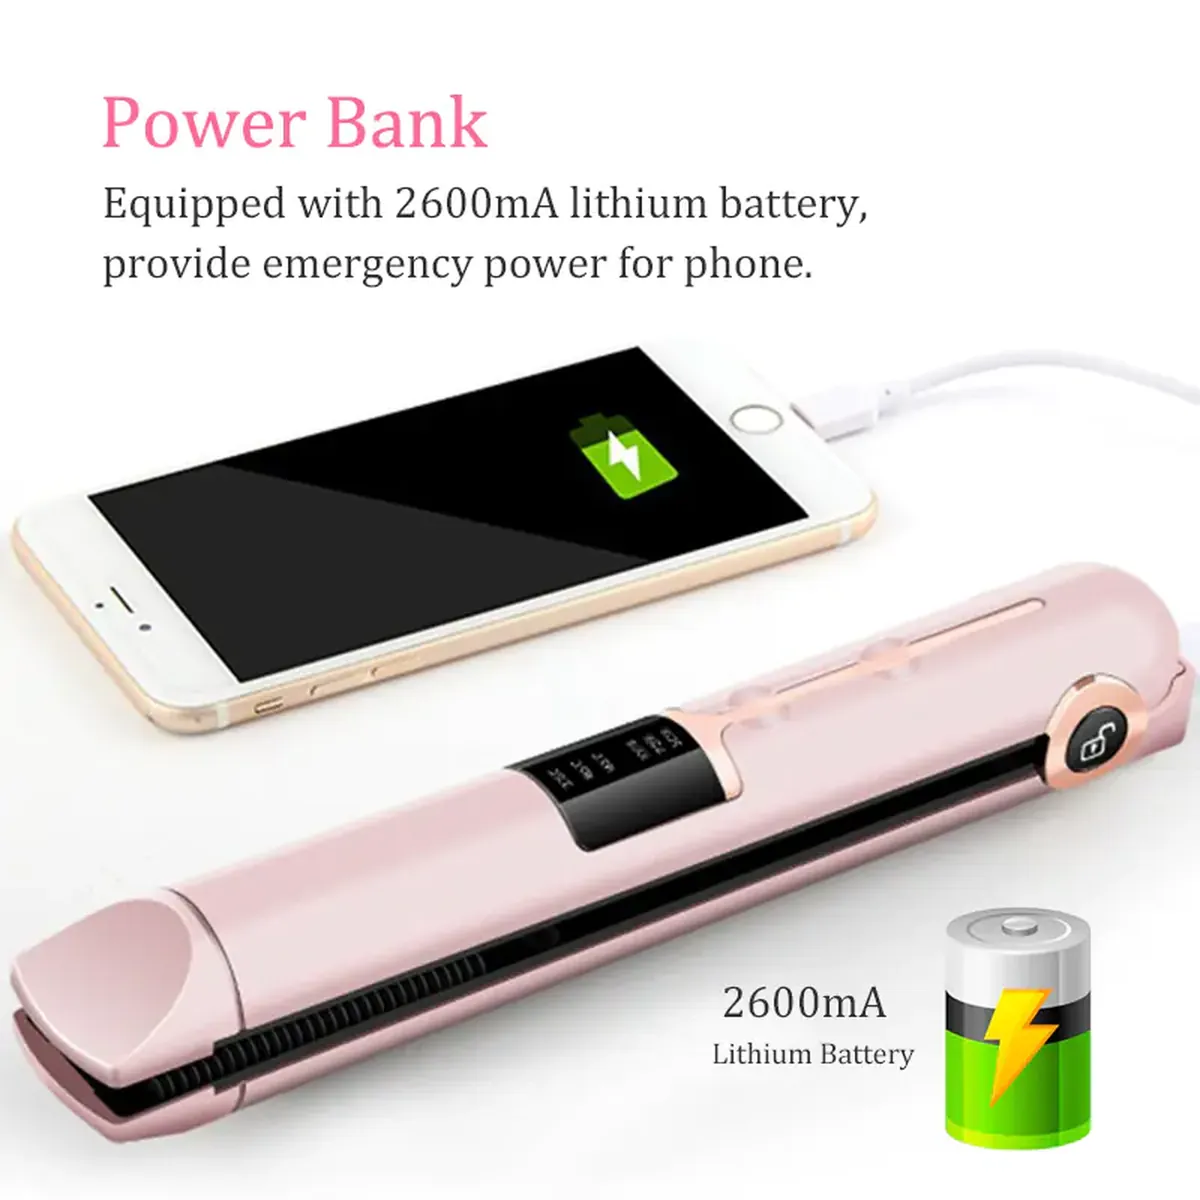 Power Bank
Equipped with 2600mA lithium battery,
provide emergency power for phone.
2600mA
Lithium Battery